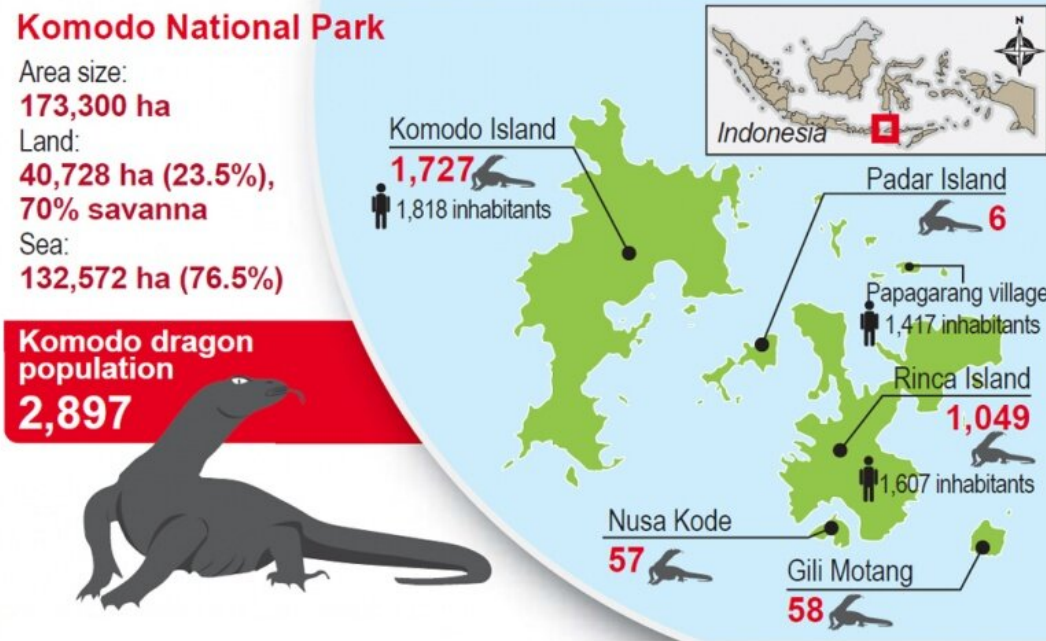 Komodo National Park
Area size:
173,300 ha
Land:
40,728 ha (23.5%),
70% savanna
Sea:
132,572 ha (76.5%)
Komodo dragon
population
2,897
N
Indonesia
Komodo Island
1,727
1,818 inhabitants
Padar Island
6
Papagarang village
1,417 inhabitants
Rinca Island
1,049
1,607 inhabitants
Nusa Kode
57
Gili Motang
58